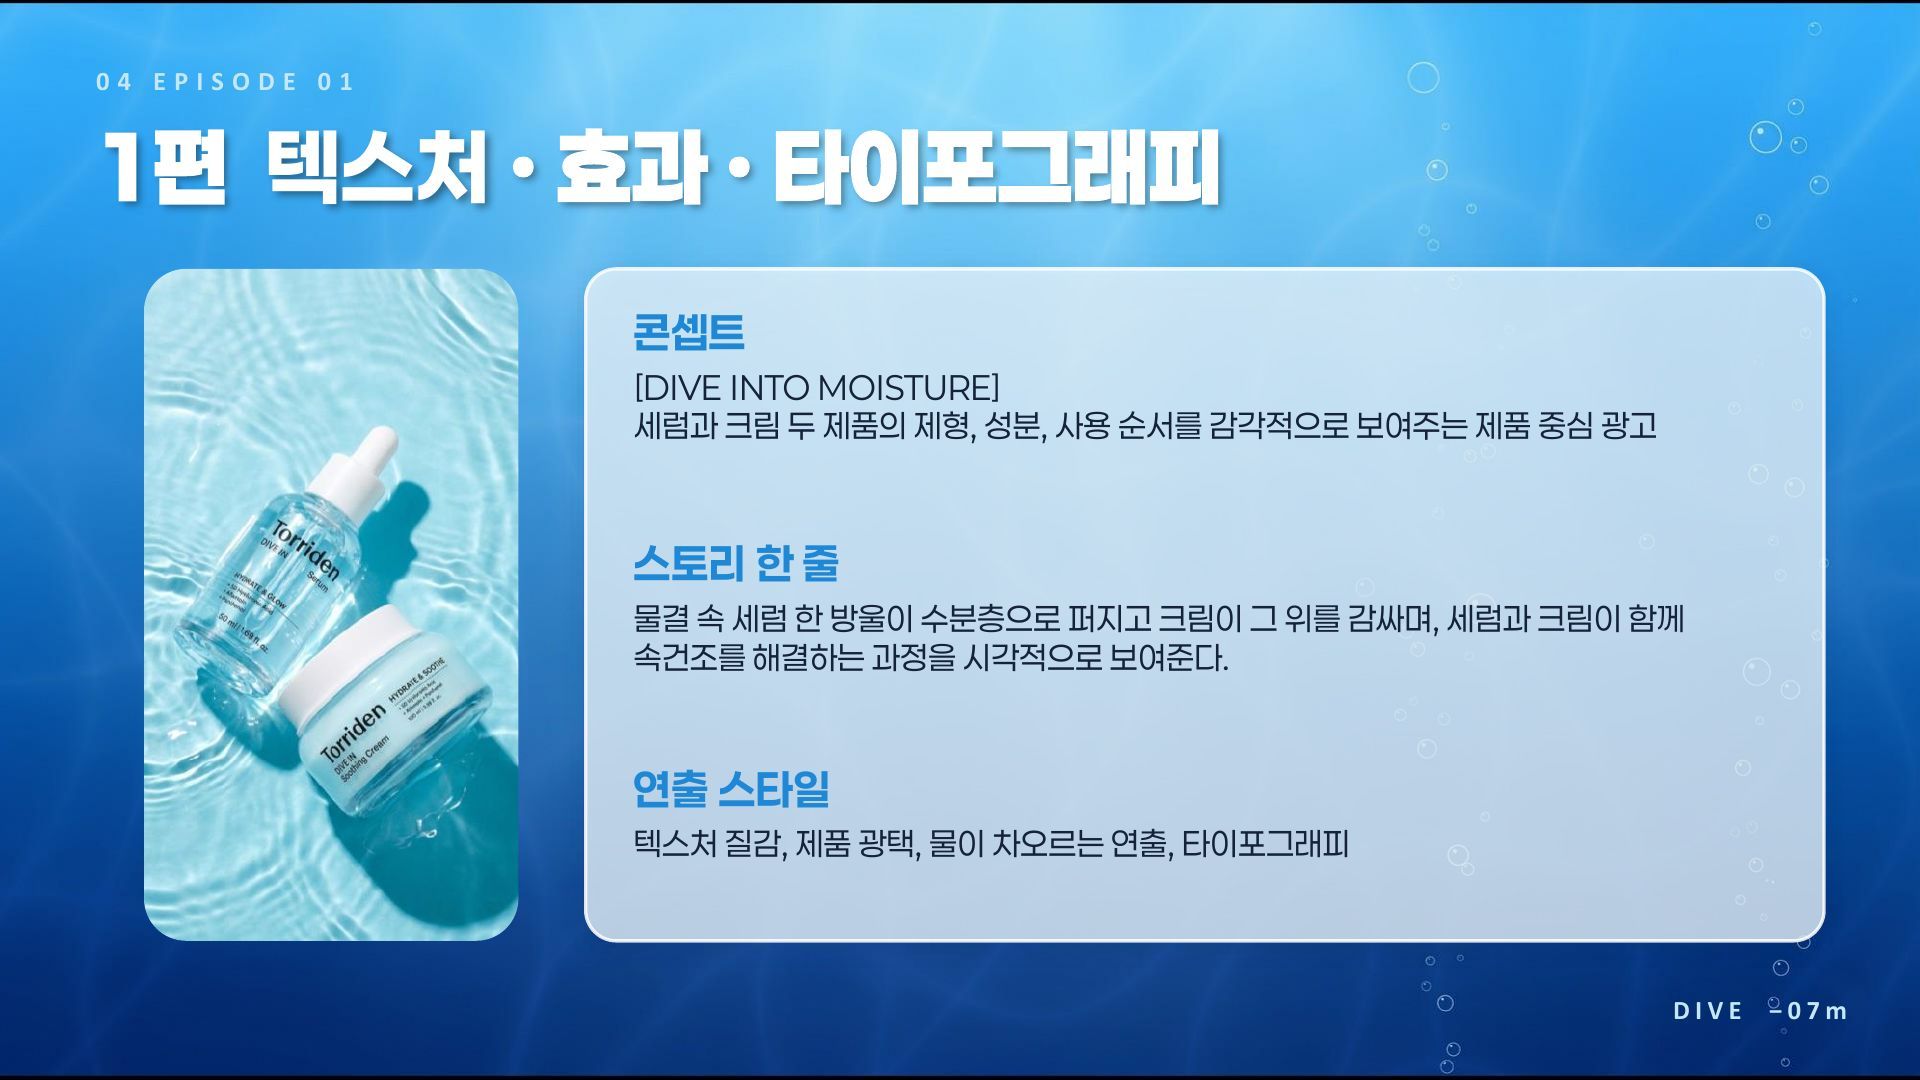 04 EPISODE 01
1편 텍스처 • 효과 • 타이포그래피
콘셉트
[DIVE INTO MOISTURE]
세럼과 크림 두 제품의 제형, 성분, 사용 순서를 감각적으로 보여주는 제품 중심 광고
스토리 한 줄
물결 속 세럼 한 방울이 수분층으로 퍼지고 크림이 그 위를 감싸며, 세럼과 크림이 함께
속건조를 해결하는 과정을 시각적으로 보여준다.
연출 스타일
텍스처 질감, 제품 광택, 물이 차오르는 연출, 타이포그래피
Torriden
DIVE IN
Serum
HYDRATE & GLOW
50 ml / 1.69 fl. oz.
Torriden
DIVE IN
Soothing Cream
HYDRATE & SOOTHE
DIVE -07m